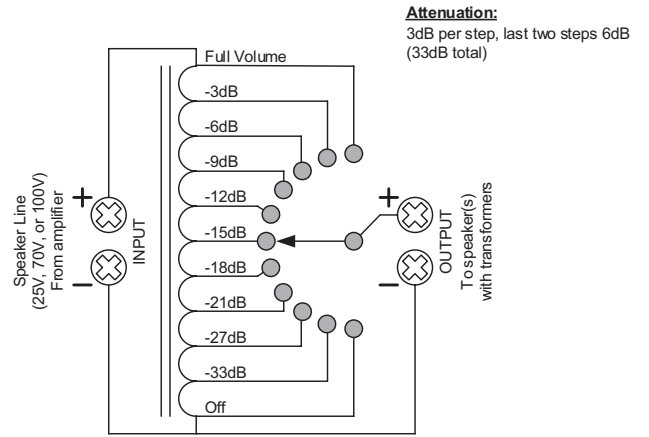 Attenuation:
3dB per step, last two steps 6dB
(33dB total)
Full Volume
-3dB
-6dB
-9dB
-12dB
-15dB
-18dB
-21dB
-27dB
-33dB
Off
Speaker Line
(25V, 70V, or 100V)
From amplifier
+
−
INPUT
+
−
OUTPUT
To speaker(s)
with transformers